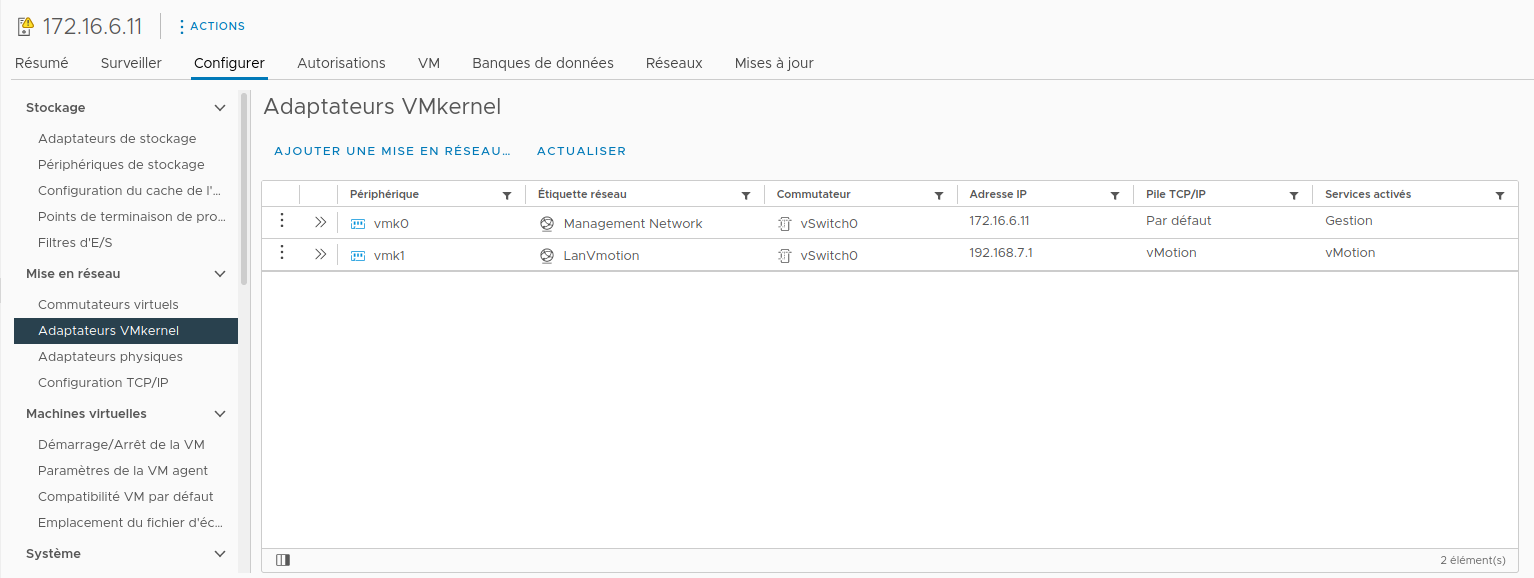 172.16.6.11 ACTIONS
Résumé Surveiller Configurer Autorisations VM Banques de données Réseaux Mises à jour
Stockage
Adaptateurs de stockage
Périphériques de stockage
Configuration du cache de l'...
Points de terminaison de pro...
Filtres d'E/S
Mise en réseau
Commutateurs virtuels
Adaptateurs VMkernel
Adaptateurs physiques
Configuration TCP/IP
Machines virtuelles
Démarrage/Arrêt de la VM
Paramètres de la VM agent
Compatibilité VM par défaut
Emplacement du fichier d'éc...
Système
Adaptateurs VMkernel
AJOUTER UNE MISE EN RÉSEAU... ACTUALISER
Périphérique Étiquette réseau Commutateur Adresse IP Pile TCP/IP Services activés
vmk0 Management Network vSwitch0 172.16.6.11 Par défaut Gestion
vmk1 LanVmotion vSwitch0 192.168.7.1 vMotion vMotion
2 élément(s)